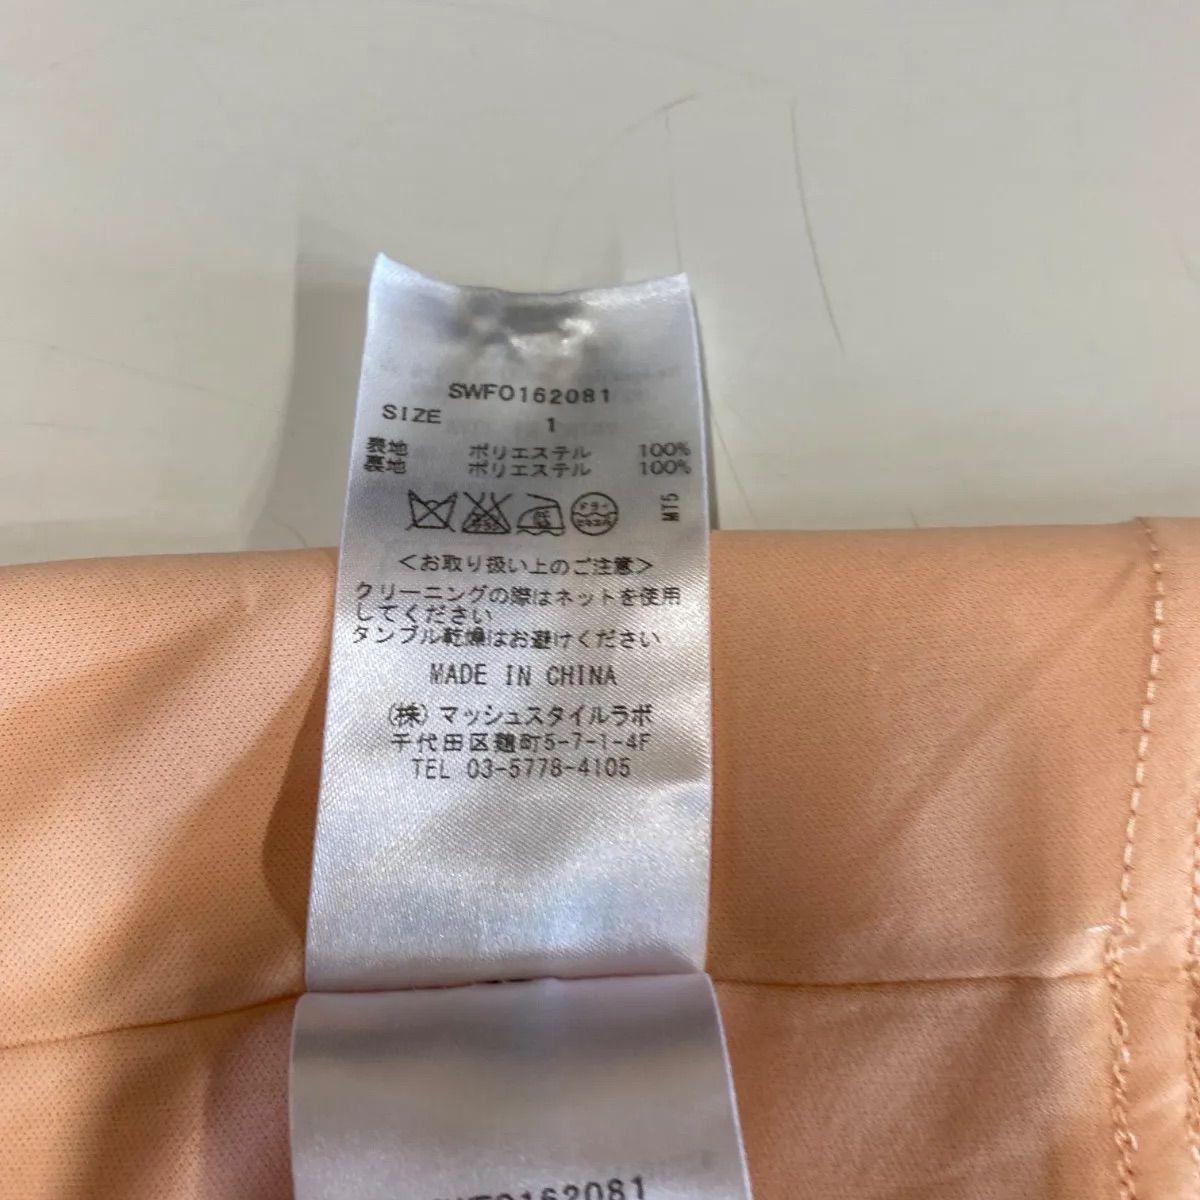 SWFO162081
SIZE 1
表地 ポリエステル 100%
裏地 ポリエステル 100%
低
ドライ
MT5
<お取り扱い上のご注意>
クリーニングの際はネットを使用
してください
タンブル乾燥はお避けください
MADE IN CHINA
(株)マッシュスタイルラボ
千代田区麹町5-7-1-4F
TEL 03-5778-4105
SWFO162081